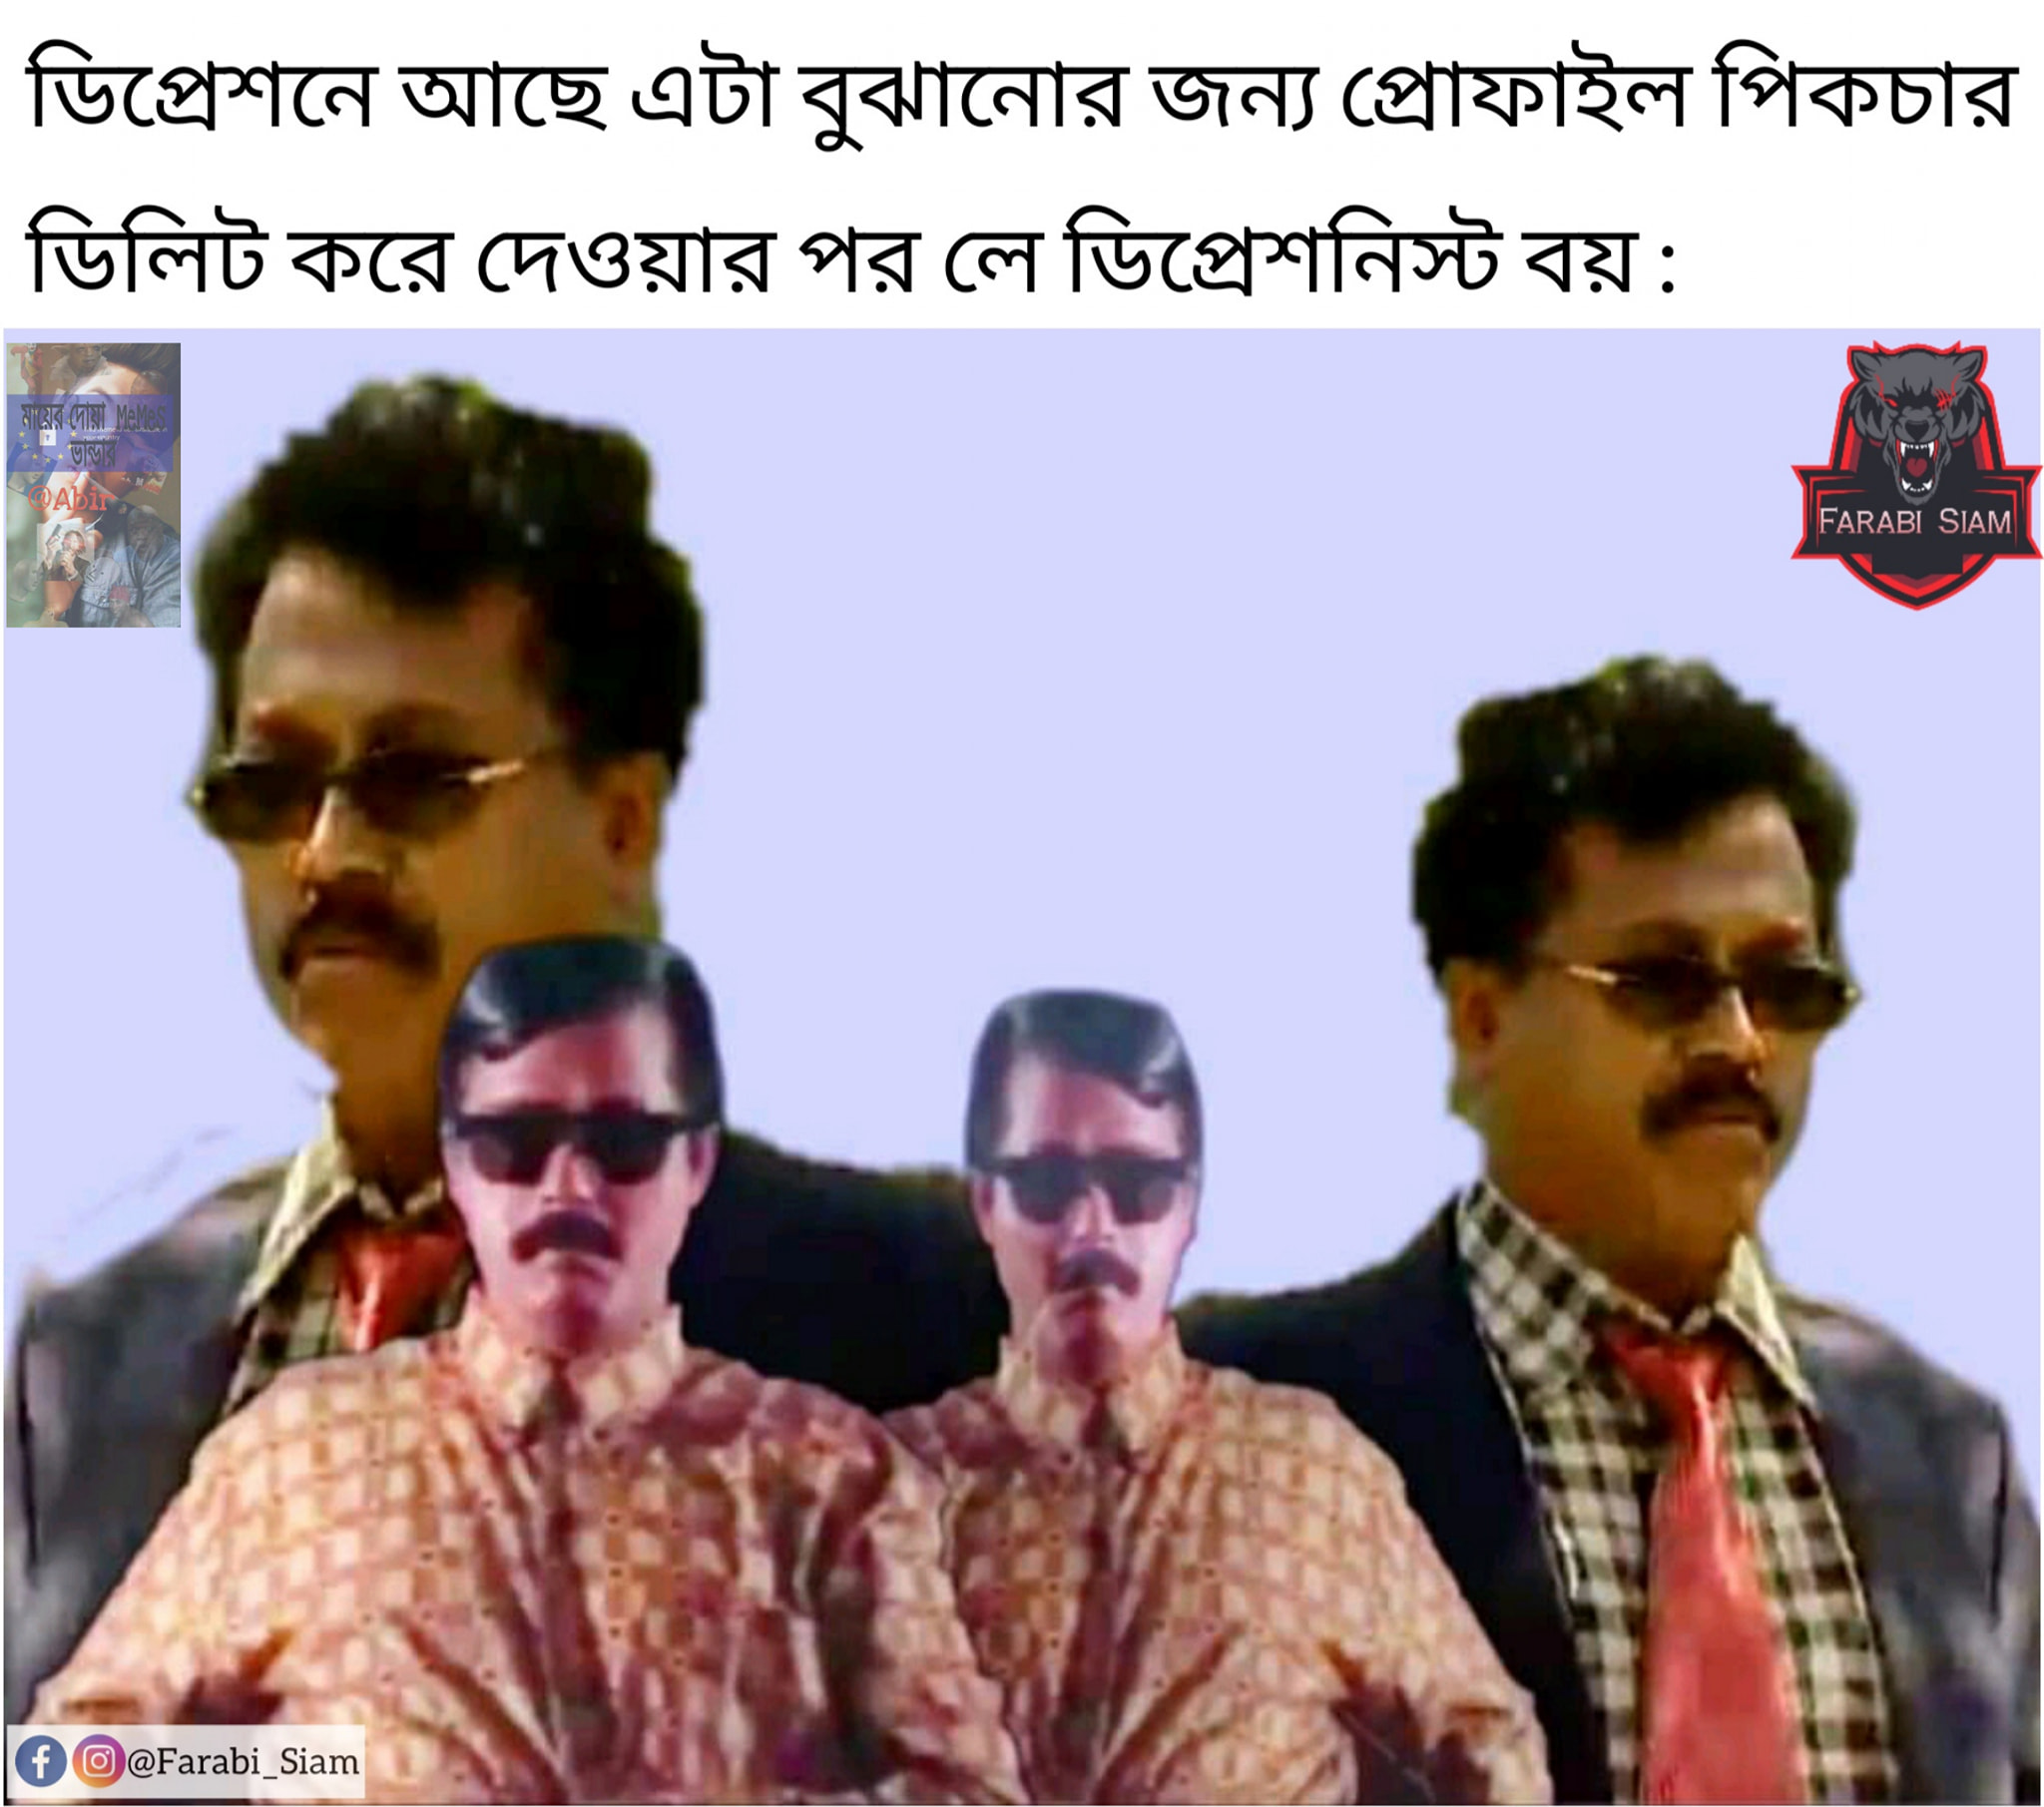 ডিপ্রেশনে আছে এটা বুঝানোর জন্য প্রোফাইল পিকচার
ডিলিট করে দেওয়ার পর লে ডিপ্রেশনিস্ট বয় :
মায়ের দোয়া MeMeS
ভান্ডার
@Abir
FARABI SIAM
@Farabi_Siam